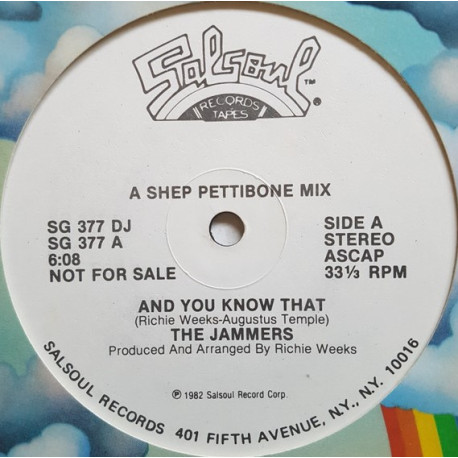 Salsoul ™
RECORDS ®
TAPES
A SHEP PETTIBONE MIX
SG 377 DJ
SG 377 A
6:08
NOT FOR SALE
SIDE A
STEREO
ASCAP
33⅓ RPM
AND YOU KNOW THAT
(Richie Weeks-Augustus Temple)
THE JAMMERS
Produced And Arranged By Richie Weeks
℗ 1982 Salsoul Record Corp.
SALSOUL RECORDS 401 FIFTH AVENUE, N.Y., N.Y. 10016